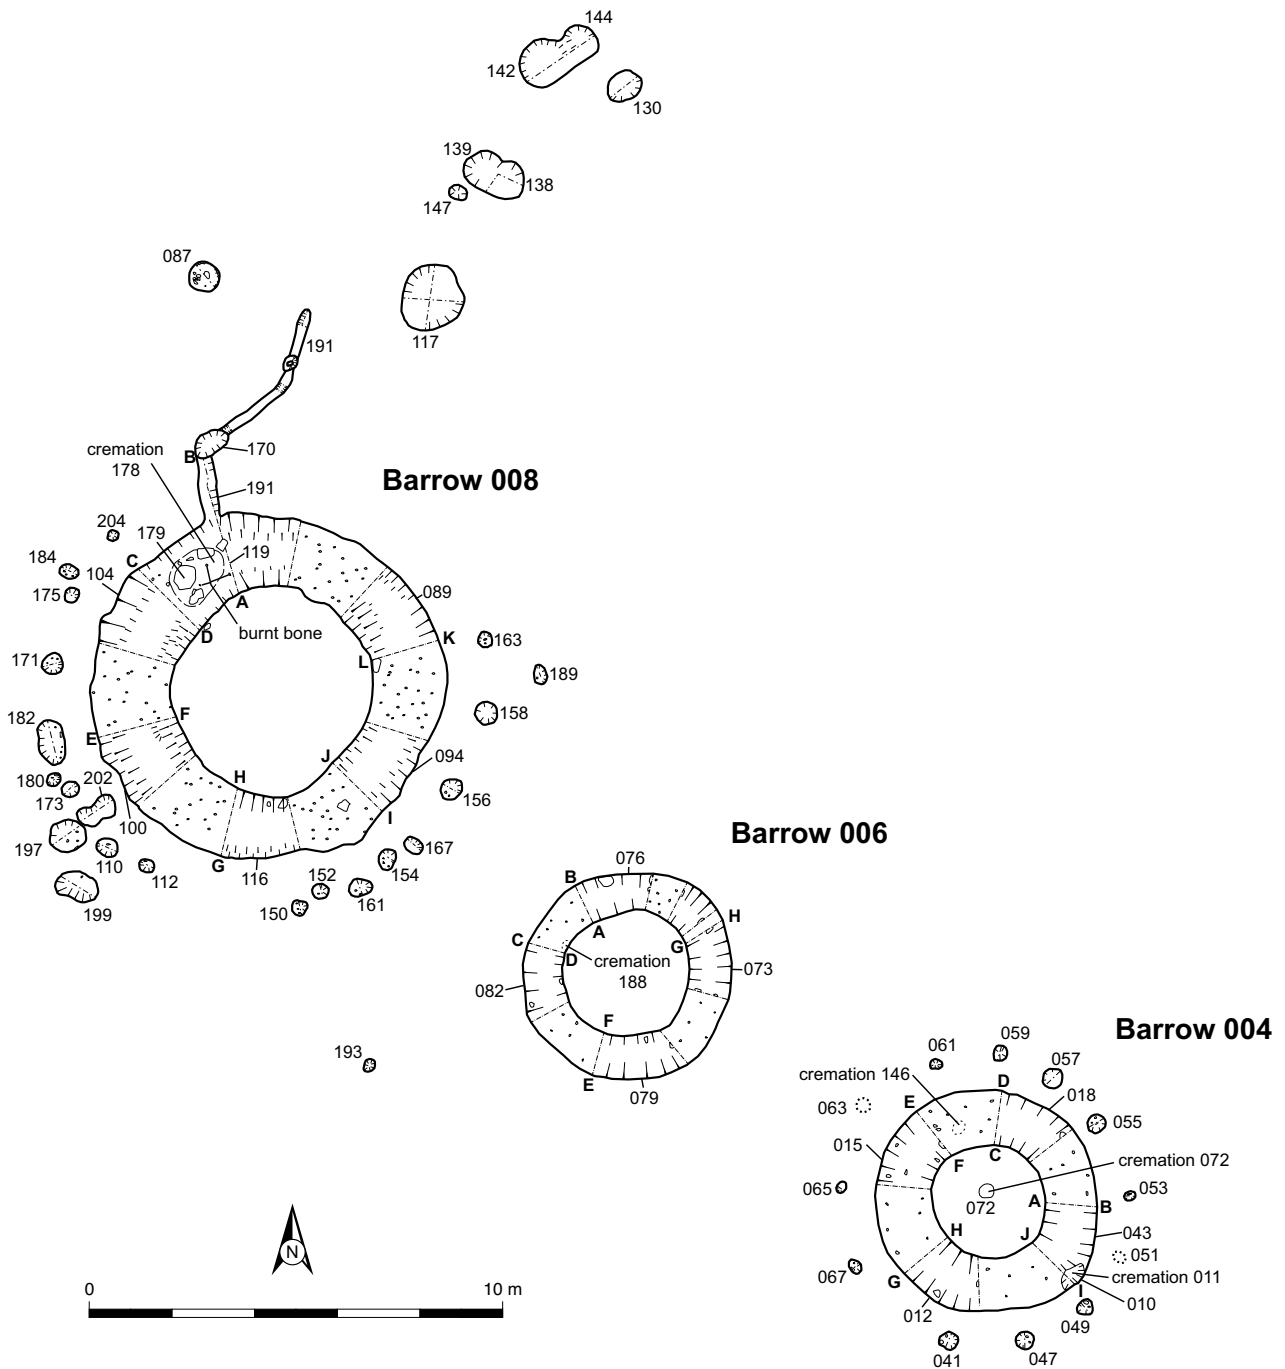 144
142
130
139
138
147
087
117
191
cremation
178
B
170
Barrow 008
191
204
179
119
184
C
104
175
A
089
D
burnt bone
K
163
L
171
189
F
158
182
E
J
094
H
180
202
173
156
100
I
197
110
G
116
167
112
152
154
199
150
161
Barrow 006
076
B
H
A
C
G
D
cremation
188
073
082
F
E
079
193
Barrow 004
059
061
057
cremation 146
D
018
063
E
055
015
F
C
cremation 072
065
072
A
053
B
H
J
043
051
067
G
cremation 011
I
010
012
049
041
047
N
0
10 m